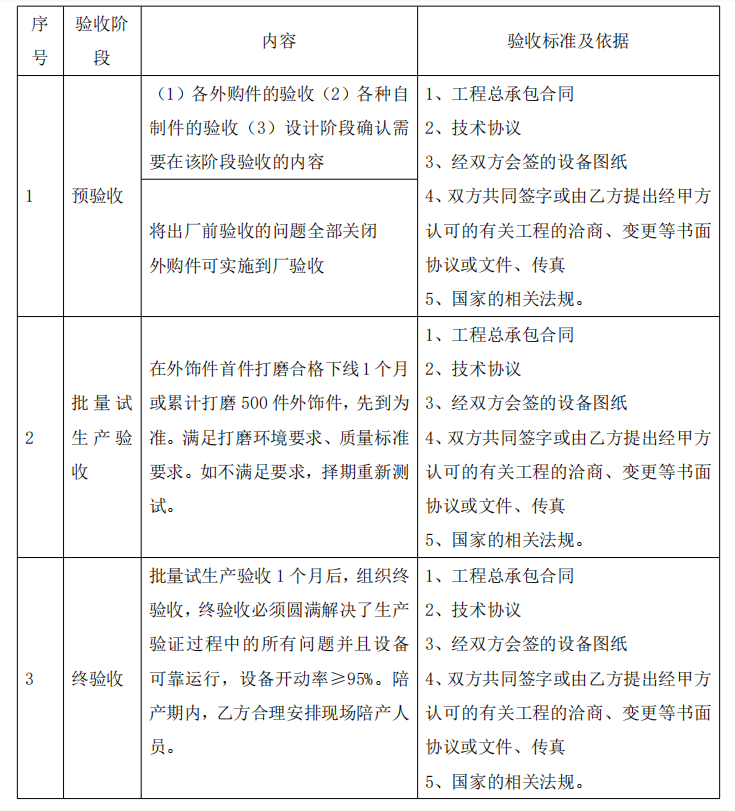 序号
验收阶段
内容
验收标准及依据
1
预验收
（1）各外购件的验收（2）各种自
制件的验收（3）设计阶段确认需
要在该阶段验收的内容
将出厂前验收的问题全部关闭
外购件可实施到厂验收
1、工程总承包合同
2、技术协议
3、经双方会签的设备图纸
4、双方共同签字或由乙方提出经甲方
认可的有关工程的洽商、变更等书面
协议或文件、传真
5、国家的相关法规。
2
批量试
生产验
收
在外饰件首件打磨合格下线1个月
或累计打磨500件外饰件，先到为
准。满足打磨环境要求、质量标准
要求。如不满足要求，择期重新测
试。
1、工程总承包合同
2、技术协议
3、经双方会签的设备图纸
4、双方共同签字或由乙方提出经甲方
认可的有关工程的洽商、变更等书面
协议或文件、传真
5、国家的相关法规。
3
终验收
批量试生产验收1个月后，组织终
验收，终验收必须圆满解决了生产
验证过程中的所有问题并且设备
可靠运行，设备开动率≥95%。陪
产期内，乙方合理安排现场陪产人
员。
1、工程总承包合同
2、技术协议
3、经双方会签的设备图纸
4、双方共同签字或由乙方提出经甲方
认可的有关工程的洽商、变更等书面
协议或文件、传真
5、国家的相关法规。